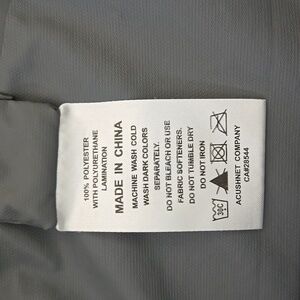 100% POLYESTER
WITH POLYURETHANE
LAMINATION
MADE IN CHINA
MACHINE WASH COLD
WASH DARK COLORS
SEPARATELY.
DO NOT BLEACH OR USE
FABRIC SOFTENERS.
DO NOT TUMBLE DRY
DO NOT IRON
30C
ACUSHNET COMPANY
CA#28544